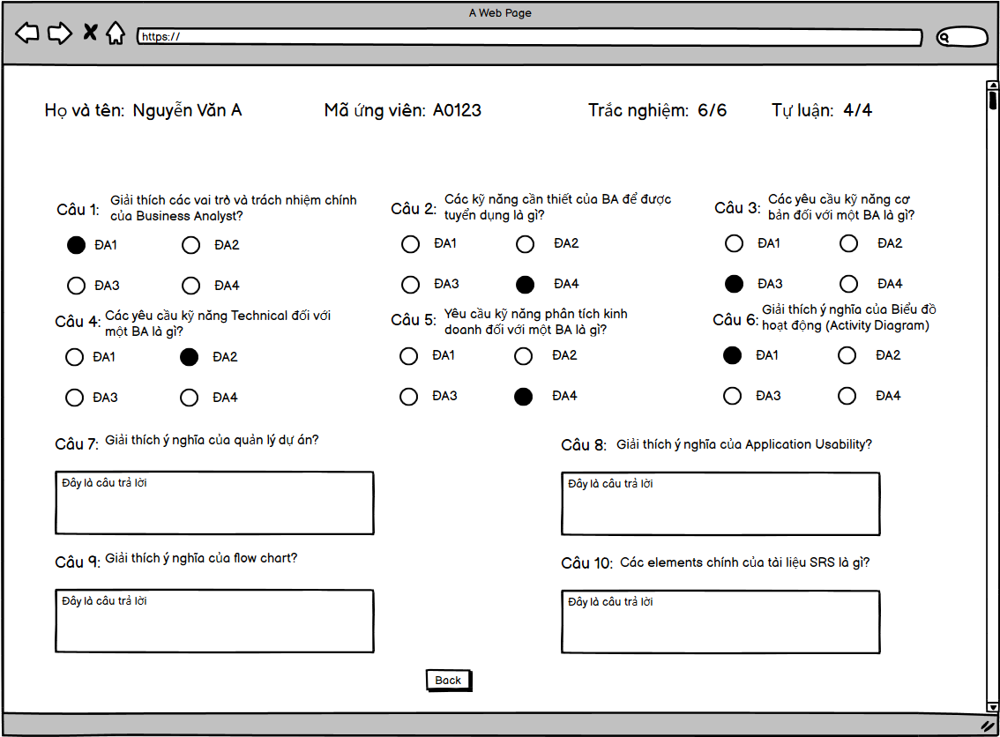 A Web Page
https://
Họ và tên: Nguyễn Văn A
Mã ứng viên: A0123
Trắc nghiệm: 6/6
Tự luận: 4/4
Câu 1:
Giải thích các vai trò và trách nhiệm chính
của Business Analyst?
ĐA1
ĐA2
ĐA3
ĐA4
Câu 2:
Các kỹ năng cần thiết của BA để được
tuyển dụng là gì?
ĐA1
ĐA2
ĐA3
ĐA4
Câu 3:
Các yêu cầu kỹ năng cơ
bản đối với một BA là gì?
ĐA1
ĐA2
ĐA3
ĐA4
Câu 4:
Các yêu cầu kỹ năng Technical đối với
một BA là gì?
ĐA1
ĐA2
ĐA3
ĐA4
Câu 5:
Yêu cầu kỹ năng phân tích kinh
doanh đối với một BA là gì?
ĐA1
ĐA2
ĐA3
ĐA4
Câu 6:
Giải thích ý nghĩa của Biểu đồ
hoạt động (Activity Diagram)
ĐA1
ĐA2
ĐA3
ĐA4
Câu 7: Giải thích ý nghĩa của quản lý dự án?
Đây là câu trả lời
Câu 8: Giải thích ý nghĩa của Application Usability?
Đây là câu trả lời
Câu 9: Giải thích ý nghĩa của flow chart?
Đây là câu trả lời
Câu 10: Các elements chính của tài liệu SRS là gì?
Đây là câu trả lời
Back